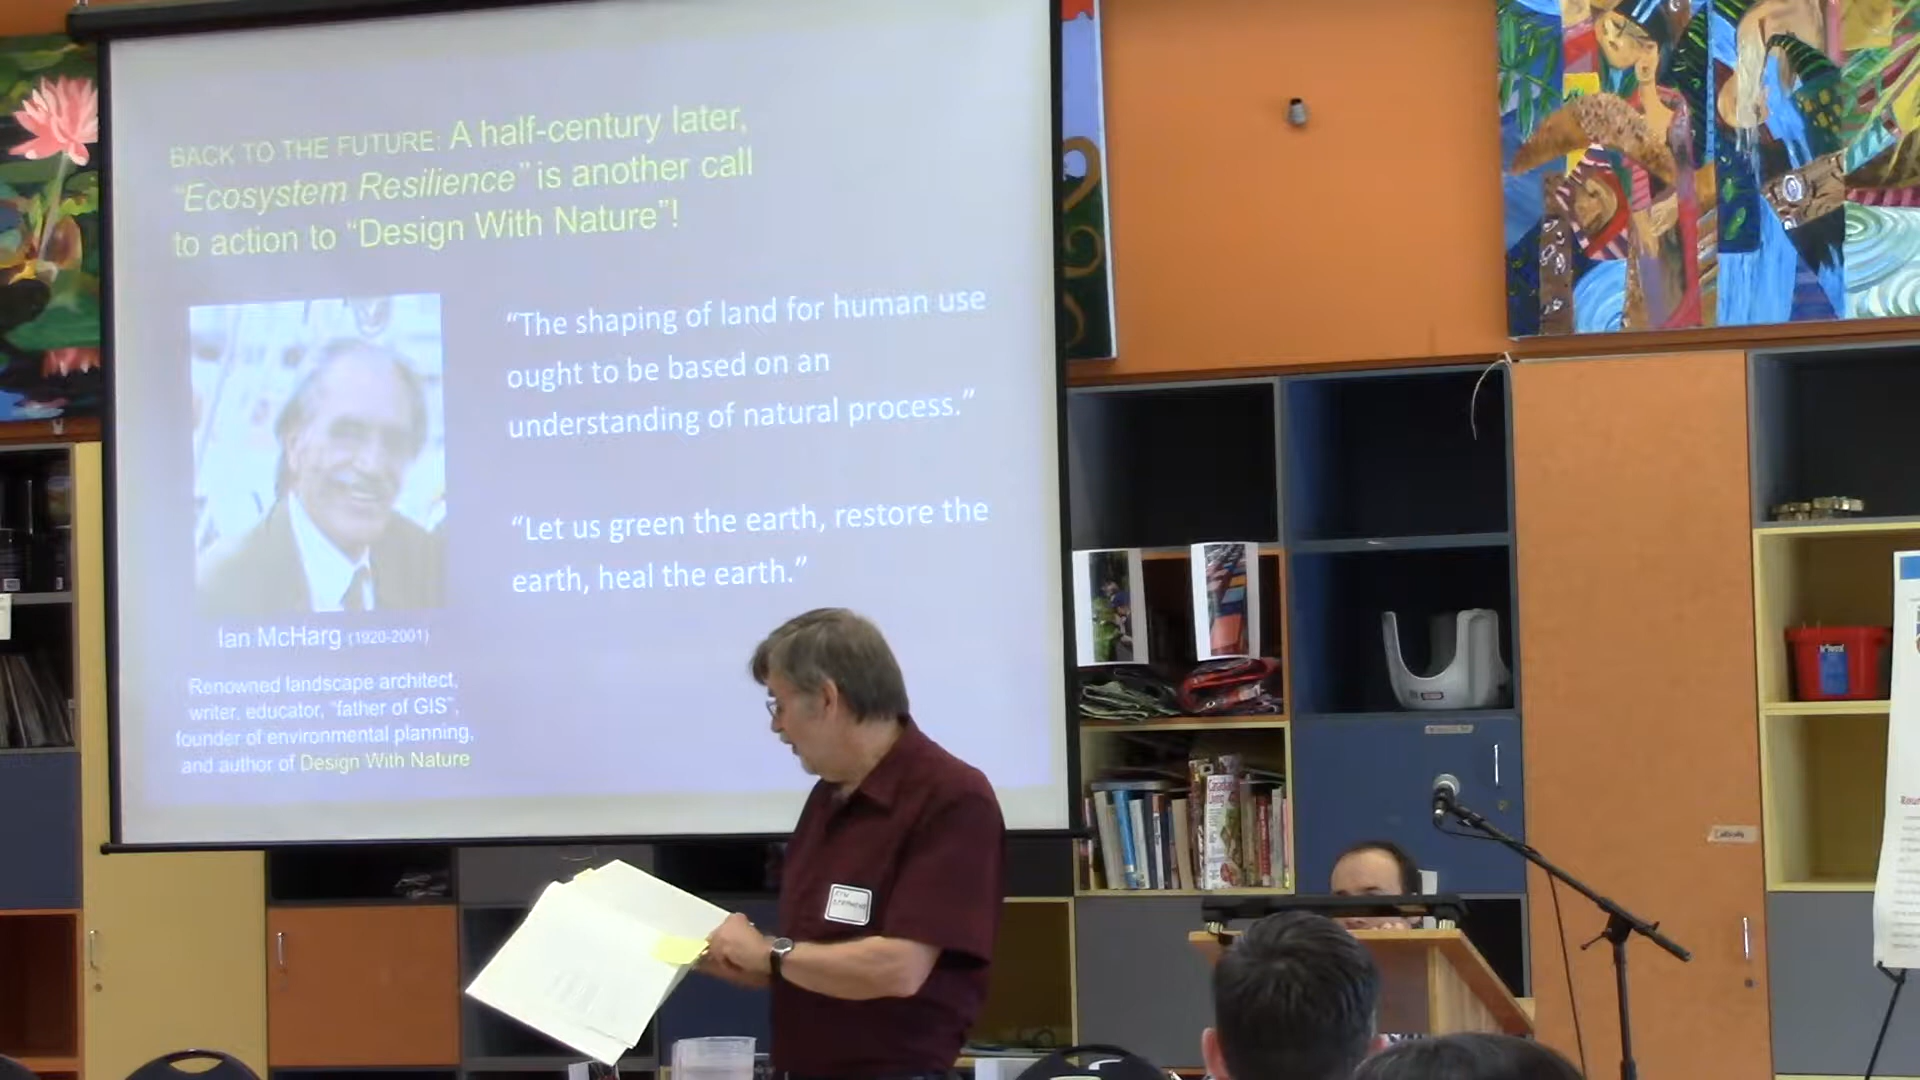 BACK TO THE FUTURE: A half-century later,
"Ecosystem Resilience" is another call
to action to "Design With Nature"!
"The shaping of land for human use
ought to be based on an
understanding of natural process."
"Let us green the earth, restore the
earth, heal the earth."
Ian McHarg (1920-2001)
Renowned landscape architect,
writer, educator, "father of GIS",
founder of environmental planning,
and author of Design With Nature
Canadian
Living